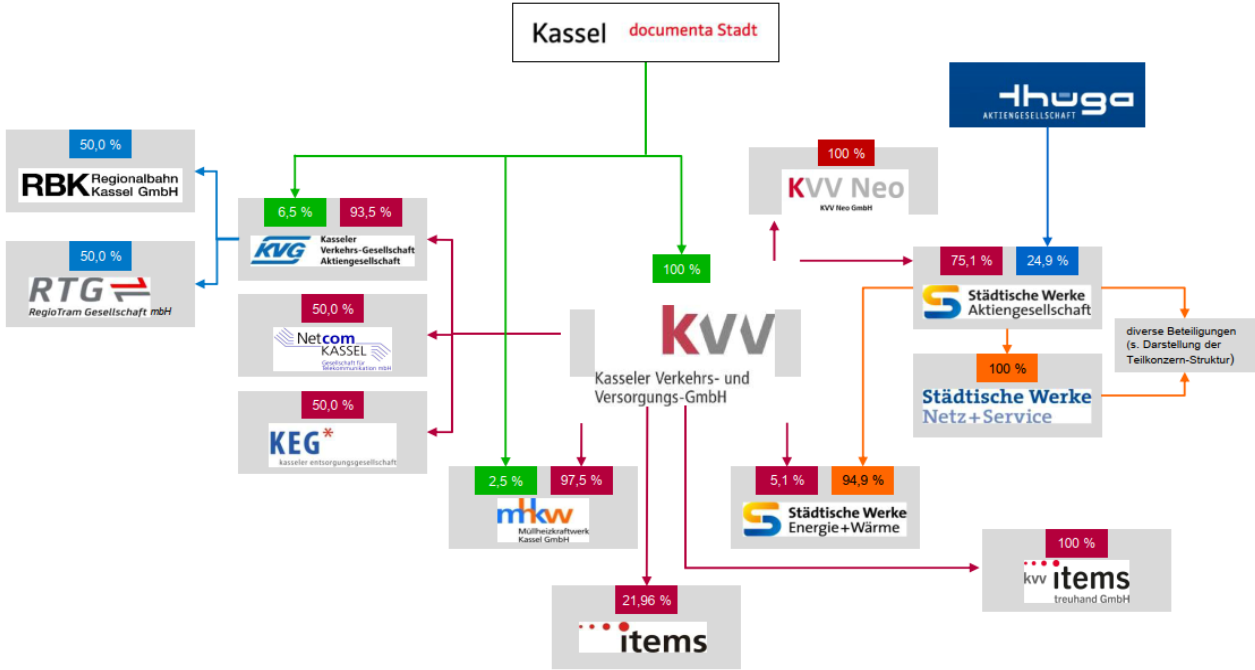 Kassel documenta Stadt
thüga
AKTIENGESELLSCHAFT
50,0 %
RBK Regionalbahn
Kassel GmbH
100 %
KVV Neo
KVV Neo GmbH
6,5 % 93,5 %
KVG Kasseler
Verkehrs-Gesellschaft
Aktiengesellschaft
50,0 %
RTG
RegioTram Gesellschaft mbH
100 %
75,1 % 24,9 %
Städtische Werke
Aktiengesellschaft
50,0 %
Netcom
KASSEL
Gesellschaft für
Telekommunikation mbH
kvv
Kasseler Verkehrs- und
Versorgungs-GmbH
diverse Beteiligungen
(s. Darstellung der
Teilkonzern-Struktur)
100 %
Städtische Werke
Netz+Service
50,0 %
KEG*
kasseler entsorgungsgesellschaft
2,5 % 97,5 %
mhkw
Müllheizkraftwerk
Kassel GmbH
5,1 % 94,9 %
Städtische Werke
Energie+Wärme
100 %
kvv items
treuhand GmbH
21,96 %
items